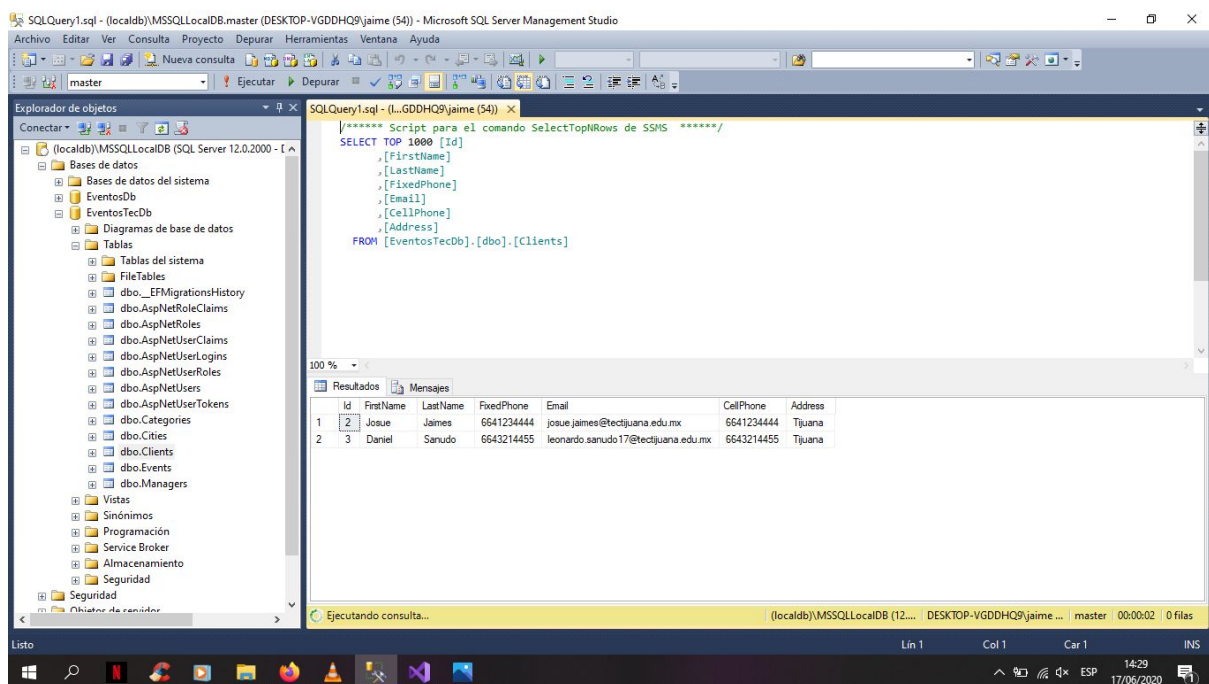 SQLQuery1.sql - (localdb)\MSSQLLocalDB.master (DESKTOP-VGDDHQ9\jaime (54)) - Microsoft SQL Server Management Studio
Archivo Editar Ver Consulta Proyecto Depurar Herramientas Ventana Ayuda
Nueva consulta
master Ejecutar Depurar
Explorador de objetos
Conectar
(localdb)\MSSQLLocalDB (SQL Server 12.0.2000 - 
Bases de datos
Bases de datos del sistema
EventosDb
EventosTecDb
Diagramas de base de datos
Tablas
Tablas del sistema
FileTables
dbo.__EFMigrationsHistory
dbo.AspNetRoleClaims
dbo.AspNetRoles
dbo.AspNetUserClaims
dbo.AspNetUserLogins
dbo.AspNetUserRoles
dbo.AspNetUsers
dbo.AspNetUserTokens
dbo.Categories
dbo.Cities
dbo.Clients
dbo.Events
dbo.Managers
Vistas
Sinónimos
Programación
Service Broker
Almacenamiento
Seguridad
Seguridad
Objetos de servidor
SQLQuery1.sql - (l...GDDHQ9\jaime (54))
/****** Script para el comando SelectTopNRows de SSMS ******/
SELECT TOP 1000 [Id]
,[FirstName]
,[LastName]
,[FixedPhone]
,[Email]
,[CellPhone]
,[Address]
FROM [EventosTecDb].[dbo].[Clients]
100 %
Resultados Mensajes
Id FirstName LastName FixedPhone Email CellPhone Address
1 2 Josue Jaimes 6641234444 josue.jaimes@tectijuana.edu.mx 6641234444 Tijuana
2 3 Daniel Sanudo 6643214455 leonardo.sanudo17@tectijuana.edu.mx 6643214455 Tijuana
Ejecutando consulta... (localdb)\MSSQLLocalDB (12.... DESKTOP-VGDDHQ9\jaime ... master 00:00:02 0 filas
Listo Lín 1 Col 1 Car 1 INS
ESP 14:29
17/06/2020